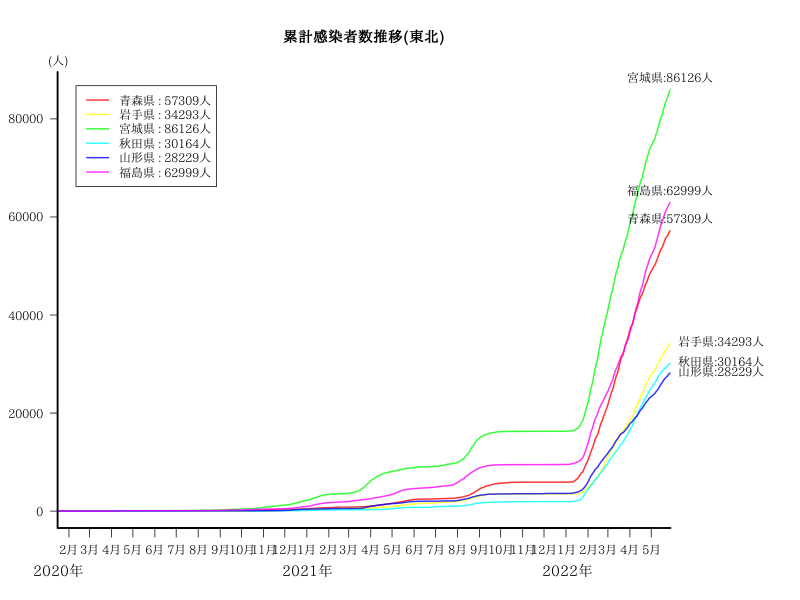 累計感染者数推移(東北)
(人)
青森県 : 57309人
岩手県 : 34293人
宮城県 : 86126人
秋田県 : 30164人
山形県 : 28229人
福島県 : 62999人
宮城県:86126人
福島県:62999人
青森県:57309人
岩手県:34293人
秋田県:30164人
山形県:28229人
80000
60000
40000
20000
0
2月 3月 4月 5月 6月 7月 8月 9月 10月 11月 12月 1月 2月 3月 4月 5月 6月 7月 8月 9月 10月 11月 12月 1月 2月 3月 4月 5月
2020年 2021年 2022年